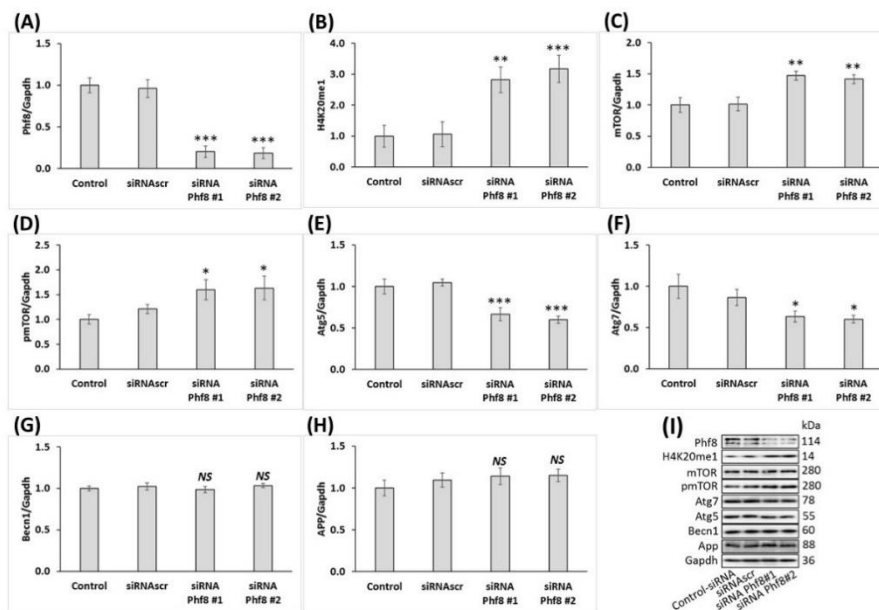 (A)
Phf8/Gapdh
1.5
1.0
0.5
0.0
***
***
Control
siRNAscr
siRNA
Phf8 #1
siRNA
Phf8 #2
(B)
H4K20me1
4.0
3.0
2.0
1.0
0.0
**
***
Control
siRNAscr
siRNA
Phf8 #1
siRNA
Phf8 #2
(C)
mTOR/Gapdh
2.0
1.5
1.0
0.5
0.0
**
**
Control
siRNAscr
siRNA
Phf8 #1
siRNA
Phf8 #2
(D)
pmTOR/Gapdh
2.5
2.0
1.5
1.0
0.5
0.0
*
*
Control
siRNAscr
siRNA
Phf8 #1
siRNA
Phf8 #2
(E)
Atg5/Gapdh
1.5
1.0
0.5
0.0
***
***
Control
siRNAscr
siRNA
Phf8 #1
siRNA
Phf8 #2
(F)
Atg7/Gapdh
1.5
1.0
0.5
0.0
*
*
Control
siRNAscr
siRNA
Phf8 #1
siRNA
Phf8 #2
(G)
Becn1/Gapdh
1.5
1.0
0.5
0.0
NS
NS
Control
siRNAscr
siRNA
Phf8 #1
siRNA
Phf8 #2
(H)
APP/Gapdh
1.5
1.0
0.5
0.0
NS
NS
Control
siRNAscr
siRNA
Phf8 #1
siRNA
Phf8 #2
(I)
kDa
Phf8 114
H4K20me1 14
mTOR 280
pmTOR 280
Atg7 78
Atg5 55
Becn1 60
App 88
Gapdh 36
Control-siRNA
siRNAscr
siRNA Phf8#1
siRNA Phf8#2